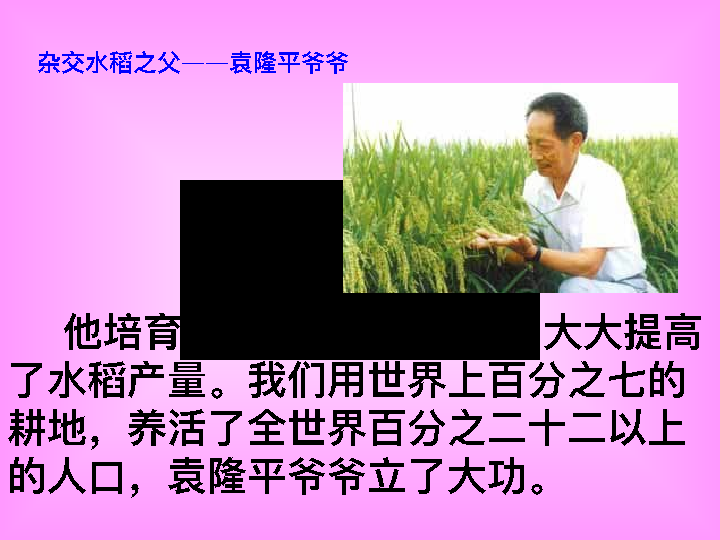 杂交水稻之父——袁隆平爷爷
他培育 大大提高
了水稻产量。我们用世界上百分之七的
耕地，养活了全世界百分之二十二以上
的人口，袁隆平爷爷立了大功。